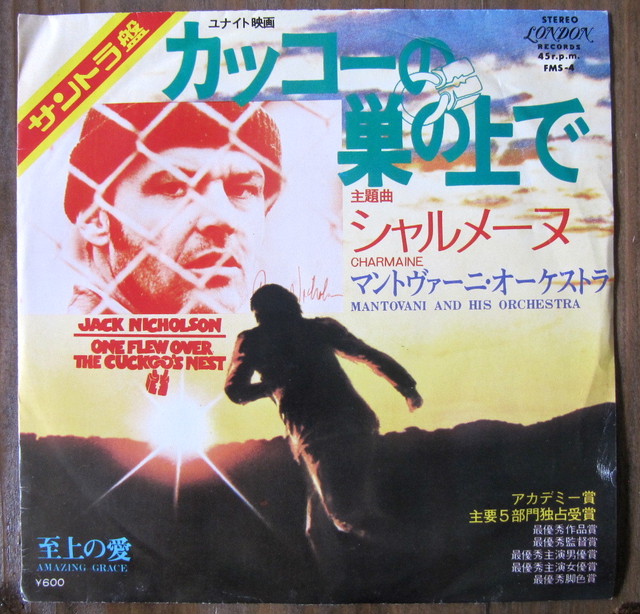 サントラ盤
ユナイト映画
カッコーの
巣の上で
STEREO
LONDON
RECORDS
45r.p.m.
FMS-4
主題曲
シャルメーヌ
CHARMAINE
マントヴァーニ・オーケストラ
MANTOVANI AND HIS ORCHESTRA
JACK NICHOLSON
ONE FLEW OVER
THE CUCKOO'S NEST
アカデミー賞
主要5部門独占受賞
最優秀作品賞
最優秀監督賞
最優秀主演男優賞
最優秀主演女優賞
最優秀脚色賞
至上の愛
AMAZING GRACE
¥600